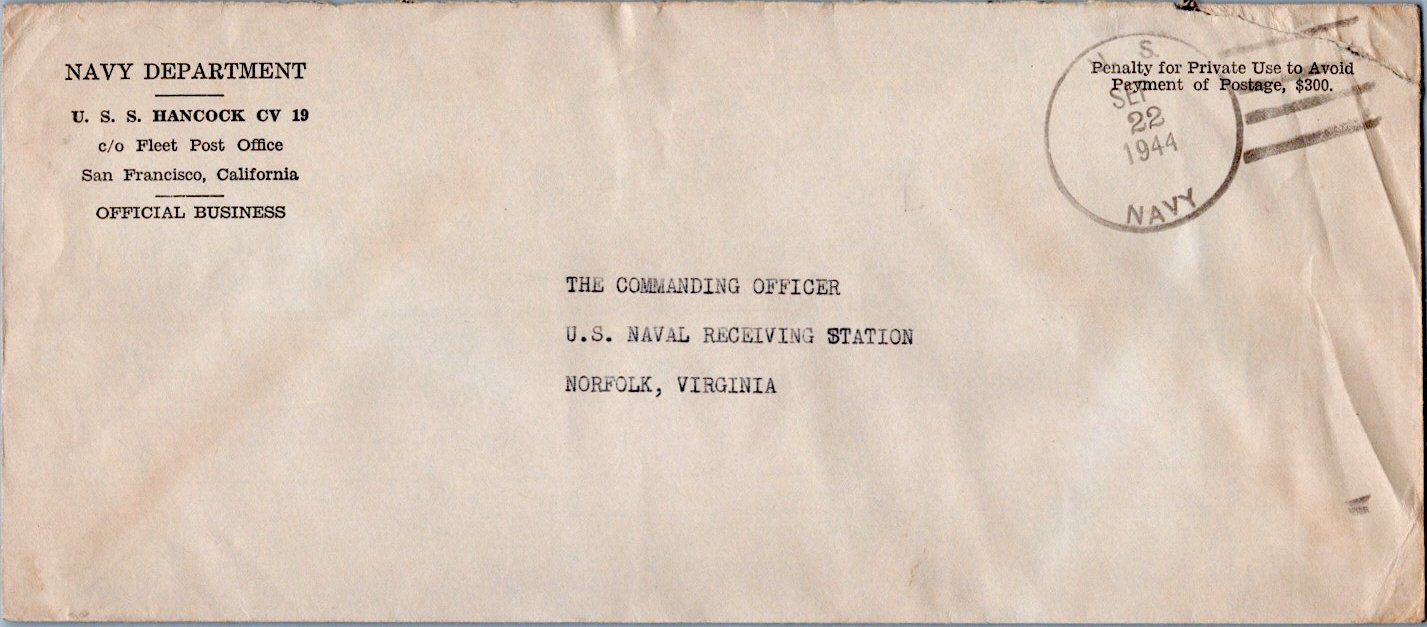 NAVY DEPARTMENT
U. S. S. HANCOCK CV 19
c/o Fleet Post Office
San Francisco, California
OFFICIAL BUSINESS
Penalty for Private Use to Avoid
Payment of Postage, $300.
U. S.
SEP
22
1944
NAVY
THE COMMANDING OFFICER
U.S. NAVAL RECEIVING STATION
NORFOLK, VIRGINIA